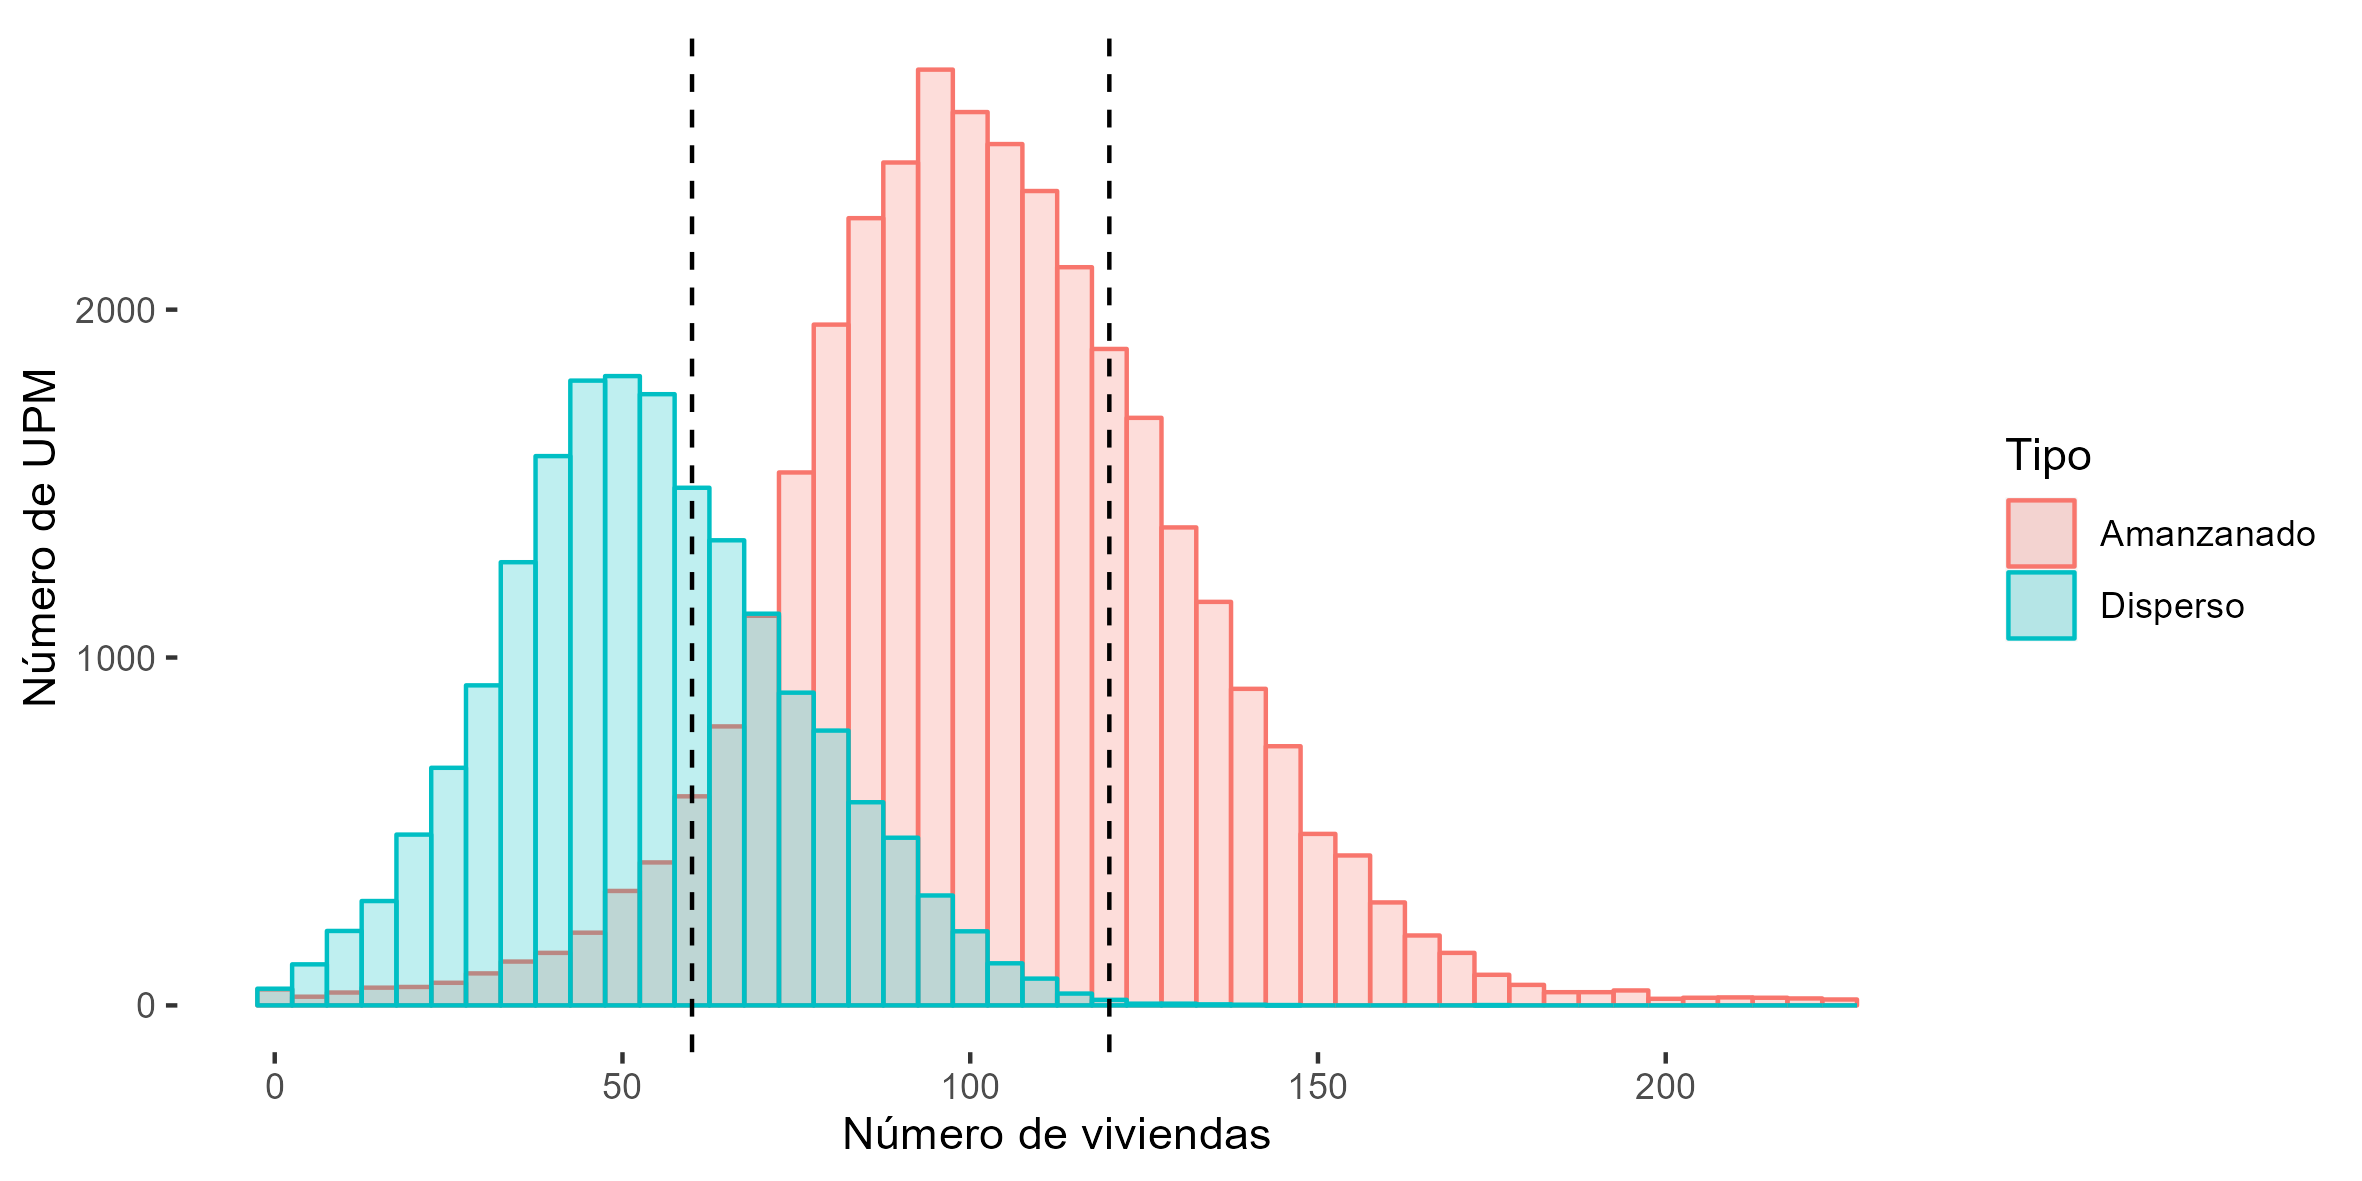 Número de UPM
2000
1000
0
0
50
100
150
200
Número de viviendas
Tipo
Amanzanado
Disperso